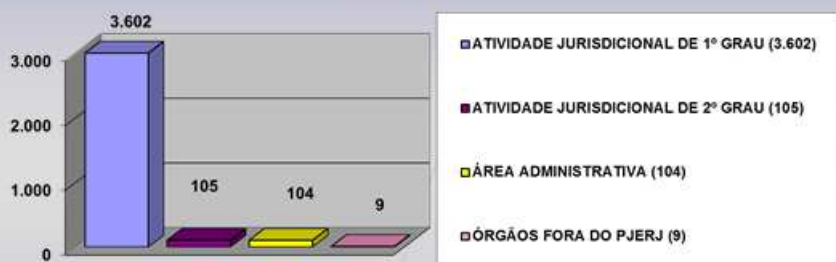 3.602
3.000
2.000
1.000
0
105
104
9
ATIVIDADE JURISDICIONAL DE 1º GRAU (3.602)
ATIVIDADE JURISDICIONAL DE 2º GRAU (105)
ÁREA ADMINISTRATIVA (104)
ÓRGÃOS FORA DO PJERJ (9)